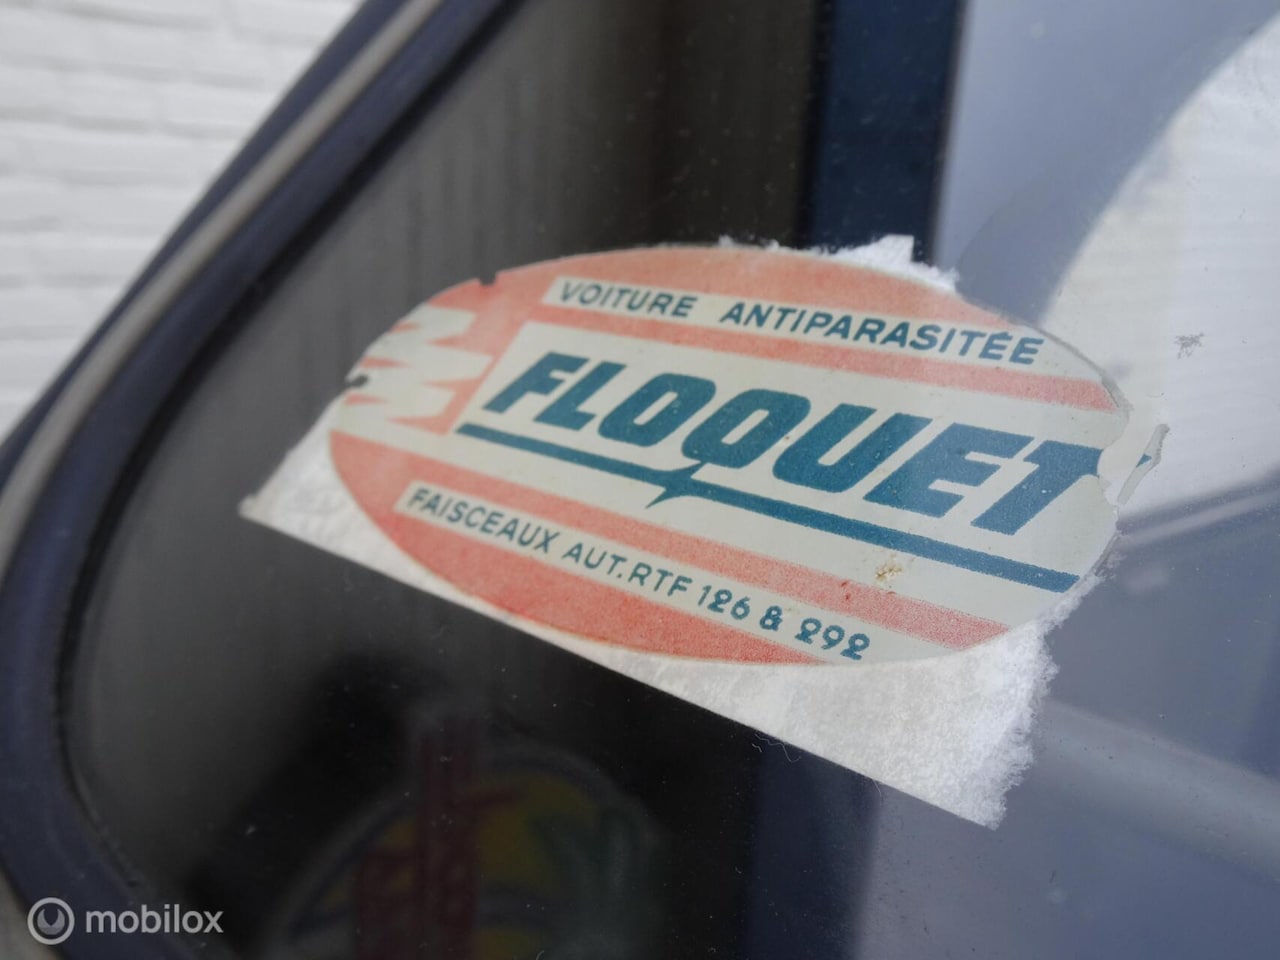 VOITURE ANTIPARASITÉE
FLOQUET
FAISCEAUX AUT.RTF 126 & 292
mobilox